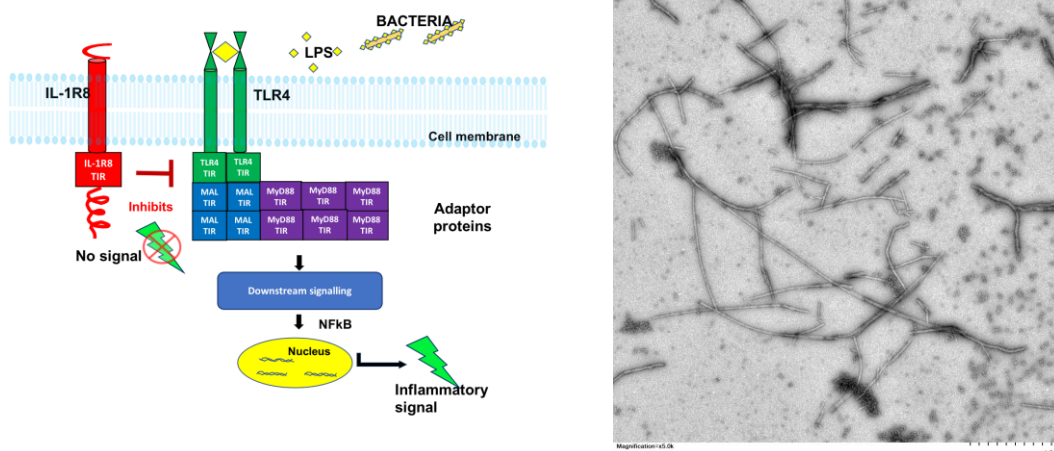 BACTERIA
LPS
IL-1R8
TLR4
Cell membrane
IL-1R8
TIR
TLR4
TIR
TLR4
TIR
Inhibits
MAL
TIR
MAL
TIR
MyD88
TIR
MyD88
TIR
MyD88
TIR
MAL
TIR
MAL
TIR
MyD88
TIR
MyD88
TIR
MyD88
TIR
Adaptor
proteins
No signal
Downstream signalling
NFkB
Nucleus
Inflammatory
signal
Magnification=x5.0k